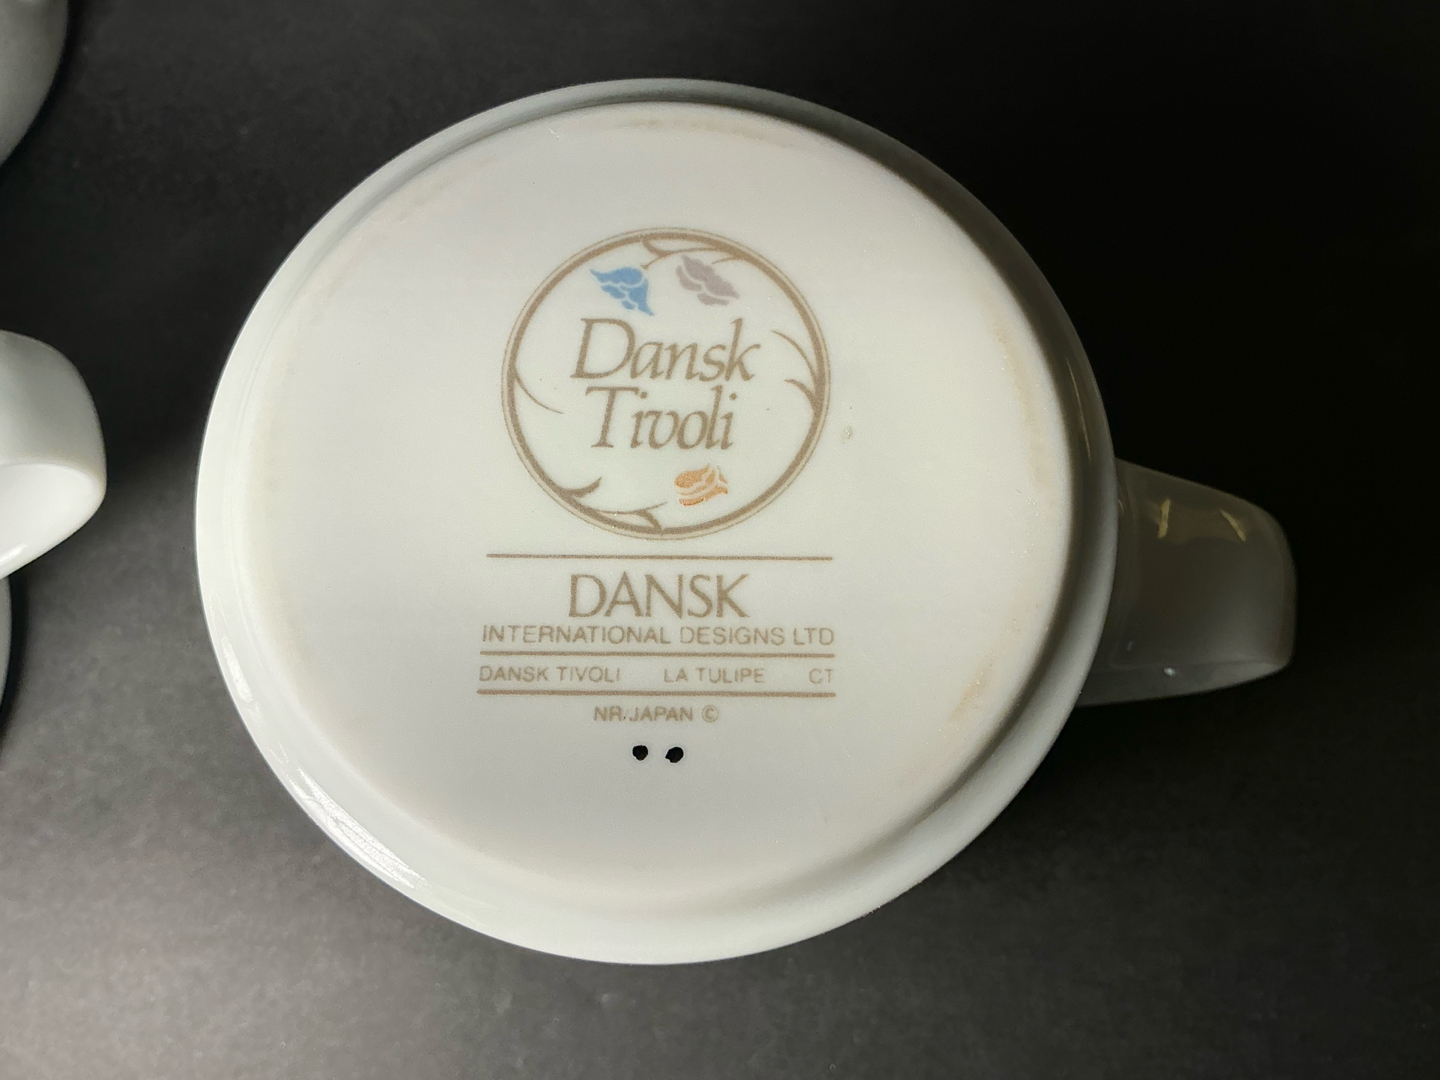 Dansk
Tivoli
DANSK
INTERNATIONAL DESIGNS LTD
DANSK TIVOLI LA TULIPE CT
NR.JAPAN ©